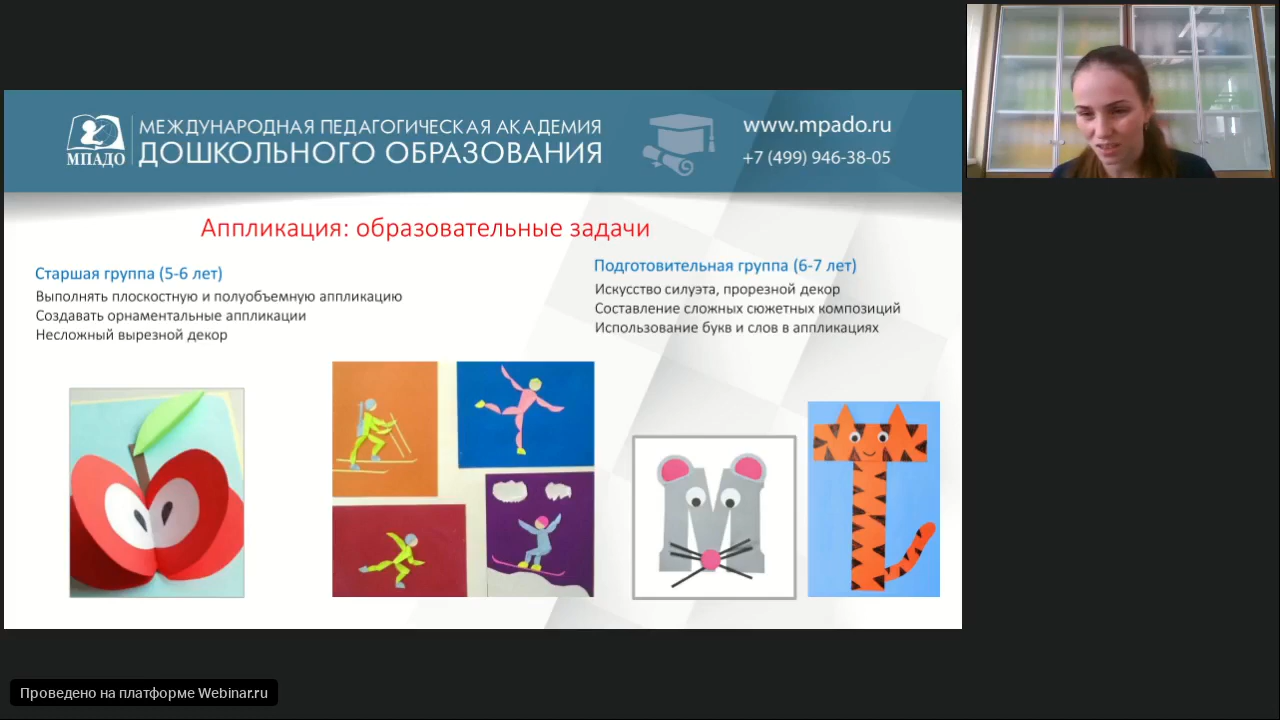 МПАДО
МЕЖДУНАРОДНАЯ ПЕДАГОГИЧЕСКАЯ АКАДЕМИЯ
ДОШКОЛЬНОГО ОБРАЗОВАНИЯ
www.mpado.ru
+7 (499) 946-38-05
Аппликация: образовательные задачи
Старшая группа (5-6 лет)
Выполнять плоскостную и полуобъемную аппликацию
Создавать орнаментальные аппликации
Несложный вырезной декор
Подготовительная группа (6-7 лет)
Искусство силуэта, прорезной декор
Составление сложных сюжетных композиций
Использование букв и слов в аппликациях
Проведено на платформе Webinar.ru